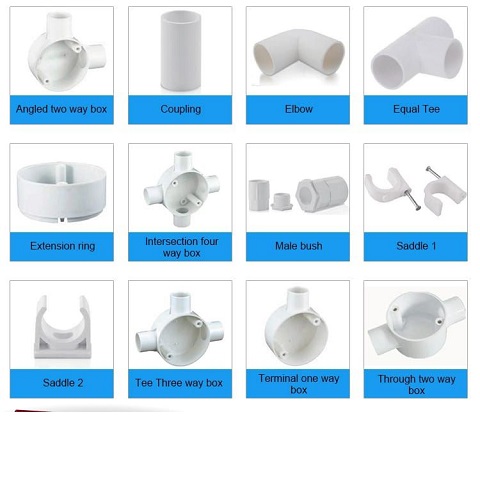 Angled two way box
Coupling
Elbow
Equal Tee
Extension ring
Intersection four
way box
Male bush
Saddle 1
Saddle 2
Tee Three way box
Terminal one way
box
Through two way
box